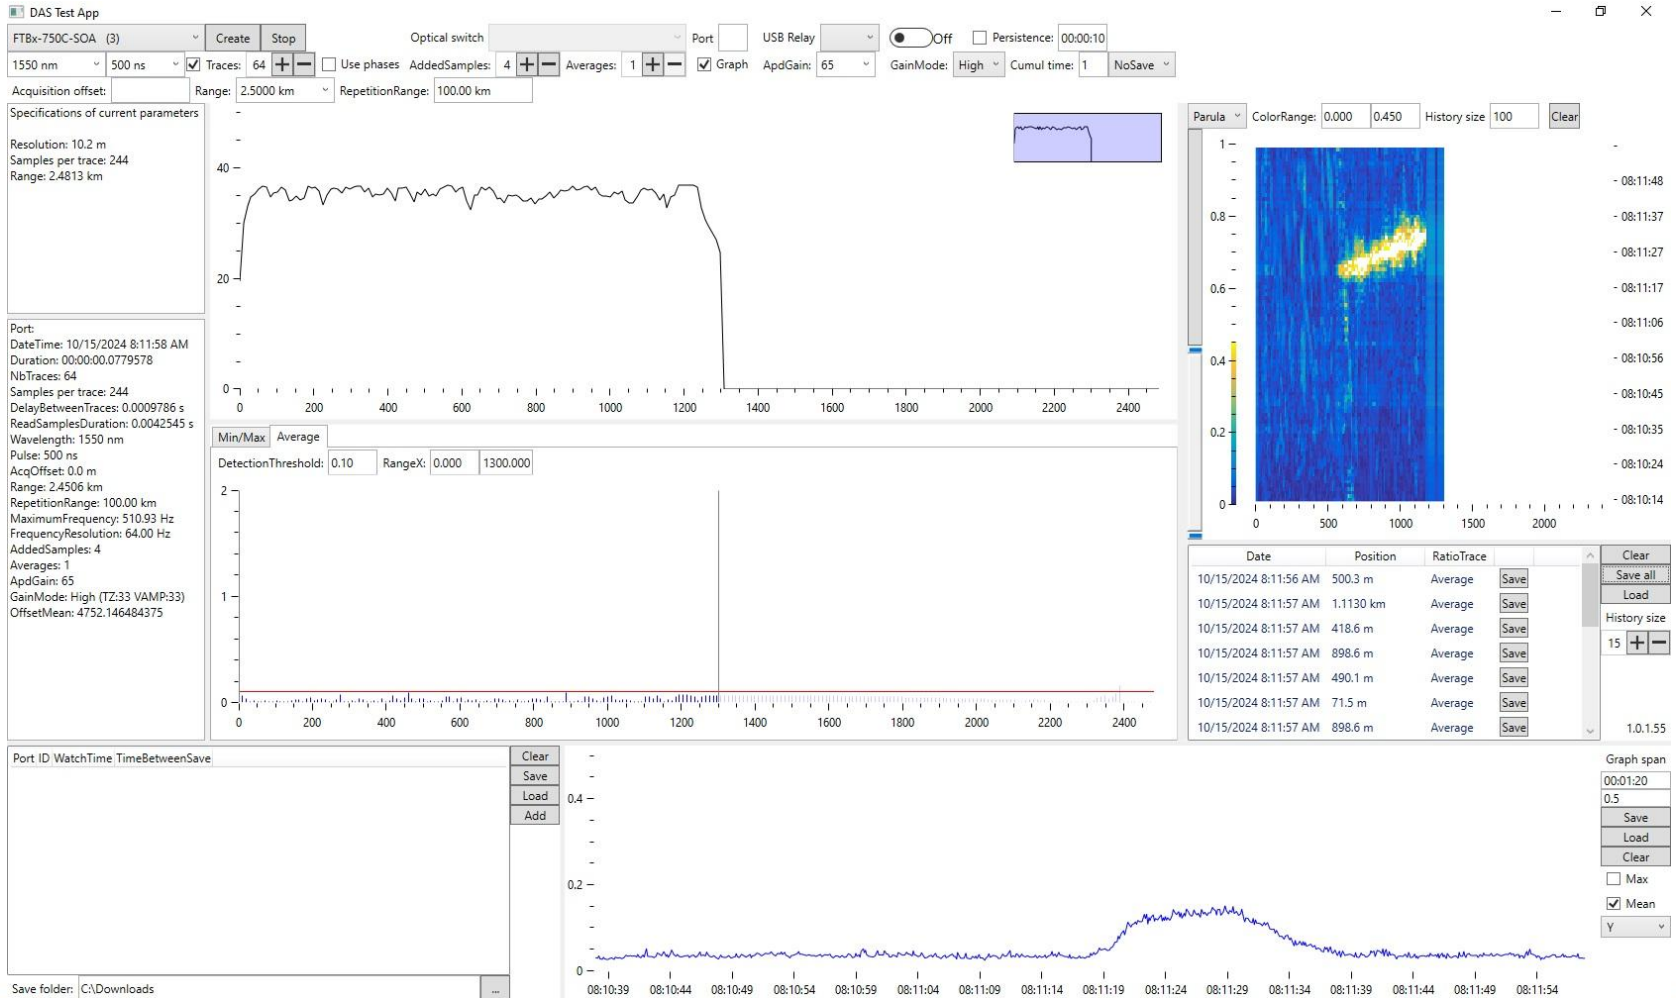 DAS Test App
FTBx-750C-SOA (3) Create Stop Optical switch Port USB Relay Off Persistence: 00:00:10
1550 nm 500 ns Traces: 64 Use phases AddedSamples: 4 Averages: 1 Graph ApdGain: 65 GainMode: High Cumul time: 1 NoSave
Acquisition offset: Range: 2.5000 km RepetitionRange: 100.00 km
Specifications of current parameters
Resolution: 10.2 m
Samples per trace: 244
Range: 2.4813 km
Port:
DateTime: 10/15/2024 8:11:58 AM
Duration: 00:00:00.0779578
NbTraces: 64
Samples per trace: 244
DelayBetweenTraces: 0.0009786 s
ReadSamplesDuration: 0.0042545 s
Wavelength: 1550 nm
Pulse: 500 ns
AcqOffset: 0.0 m
Range: 2.4506 km
RepetitionRange: 100.00 km
MaximumFrequency: 510.93 Hz
FrequencyResolution: 64.00 Hz
AddedSamples: 4
Averages: 1
ApdGain: 65
GainMode: High (TZ:33 VAMP:33)
OffsetMean: 4752.146484375
40
20
0
0 200 400 600 800 1000 1200 1400 1600 1800 2000 2200 2400
Min/Max Average
DetectionThreshold: 0.10 RangeX: 0.000 1300.000
2
1
0
0 200 400 600 800 1000 1200 1400 1600 1800 2000 2200 2400
Parula ColorRange: 0.000 0.450 History size 100 Clear
1
0.8
0.6
0.4
0.2
0
08:11:48
08:11:37
08:11:27
08:11:17
08:11:06
08:10:56
08:10:45
08:10:35
08:10:24
08:10:14
0 500 1000 1500 2000
Date Position RatioTrace
10/15/2024 8:11:56 AM 500.3 m Average Save
10/15/2024 8:11:57 AM 1.1130 km Average Save
10/15/2024 8:11:57 AM 418.6 m Average Save
10/15/2024 8:11:57 AM 898.6 m Average Save
10/15/2024 8:11:57 AM 490.1 m Average Save
10/15/2024 8:11:57 AM 71.5 m Average Save
10/15/2024 8:11:57 AM 898.6 m Average Save
Clear
Save all
Load
History size
15
1.0.1.55
Port ID WatchTime TimeBetweenSave
Clear
Save
Load
Add
Save folder: C:\Downloads ...
0.4
0.2
0
08:10:39 08:10:44 08:10:49 08:10:54 08:10:59 08:11:04 08:11:09 08:11:14 08:11:19 08:11:24 08:11:29 08:11:34 08:11:39 08:11:44 08:11:49 08:11:54
Graph span
00:01:20
0.5
Save
Load
Clear
Max
Mean
Y